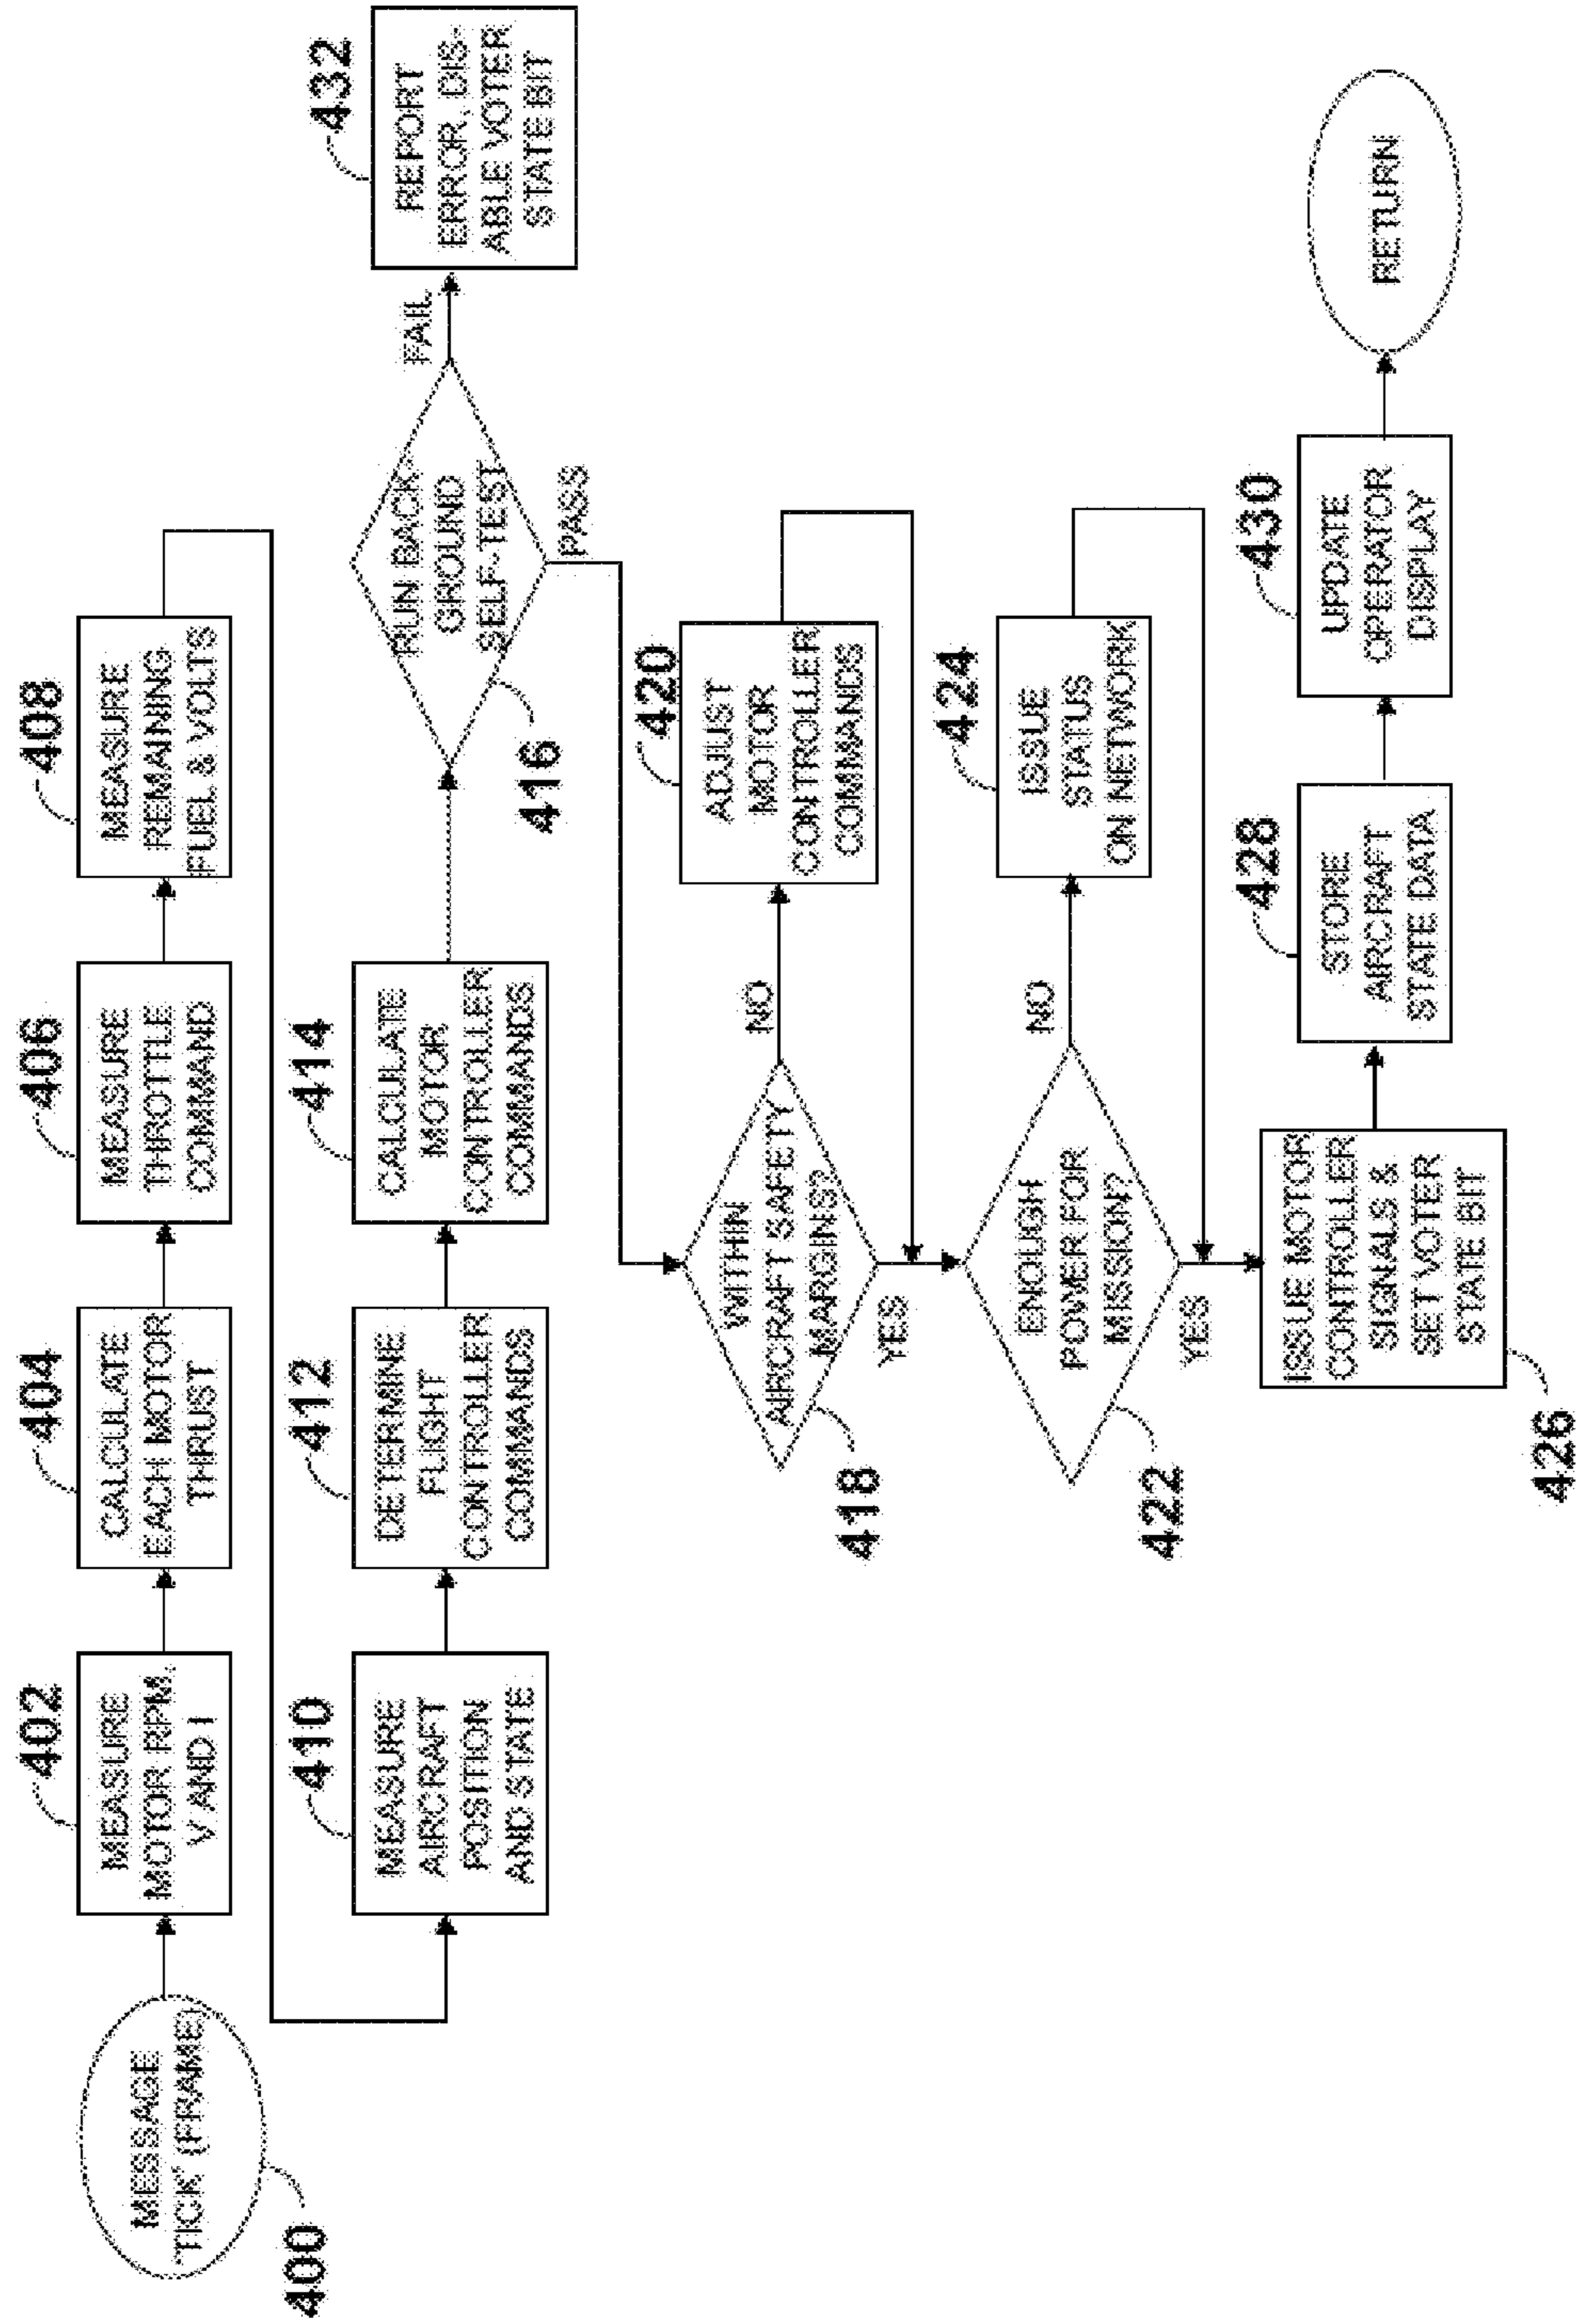 400
MESSAGE
'TICK' (FRAME)
402
MEASURE
MOTOR RPM,
V AND I
404
CALCULATE
EACH MOTOR
THRUST
406
MEASURE
THROTTLE
COMMAND
408
MEASURE
REMAINING
FUEL & VOLTS
410
MEASURE
AIRCRAFT
POSITION
AND STATE
412
DETERMINE
FLIGHT
CONTROLLER
COMMANDS
414
CALCULATE
MOTOR
CONTROLLER
COMMANDS
416
RUN BACK-
GROUND
SELF-TEST
FAIL
PASS
432
REPORT
ERROR, DIS-
ABLE VOTER
STATE BIT
418
WITHIN
AIRCRAFT SAFETY
MARGINS?
NO
YES
420
ADJUST
MOTOR
CONTROLLER
COMMANDS
422
ENOUGH
POWER FOR
MISSION?
NO
YES
424
ISSUE
STATUS
ON NETWORK
426
ISSUE MOTOR
CONTROLLER
SIGNALS &
SET VOTER
STATE BIT
428
STORE
AIRCRAFT
STATE DATA
430
UPDATE
OPERATOR
DISPLAY
RETURN